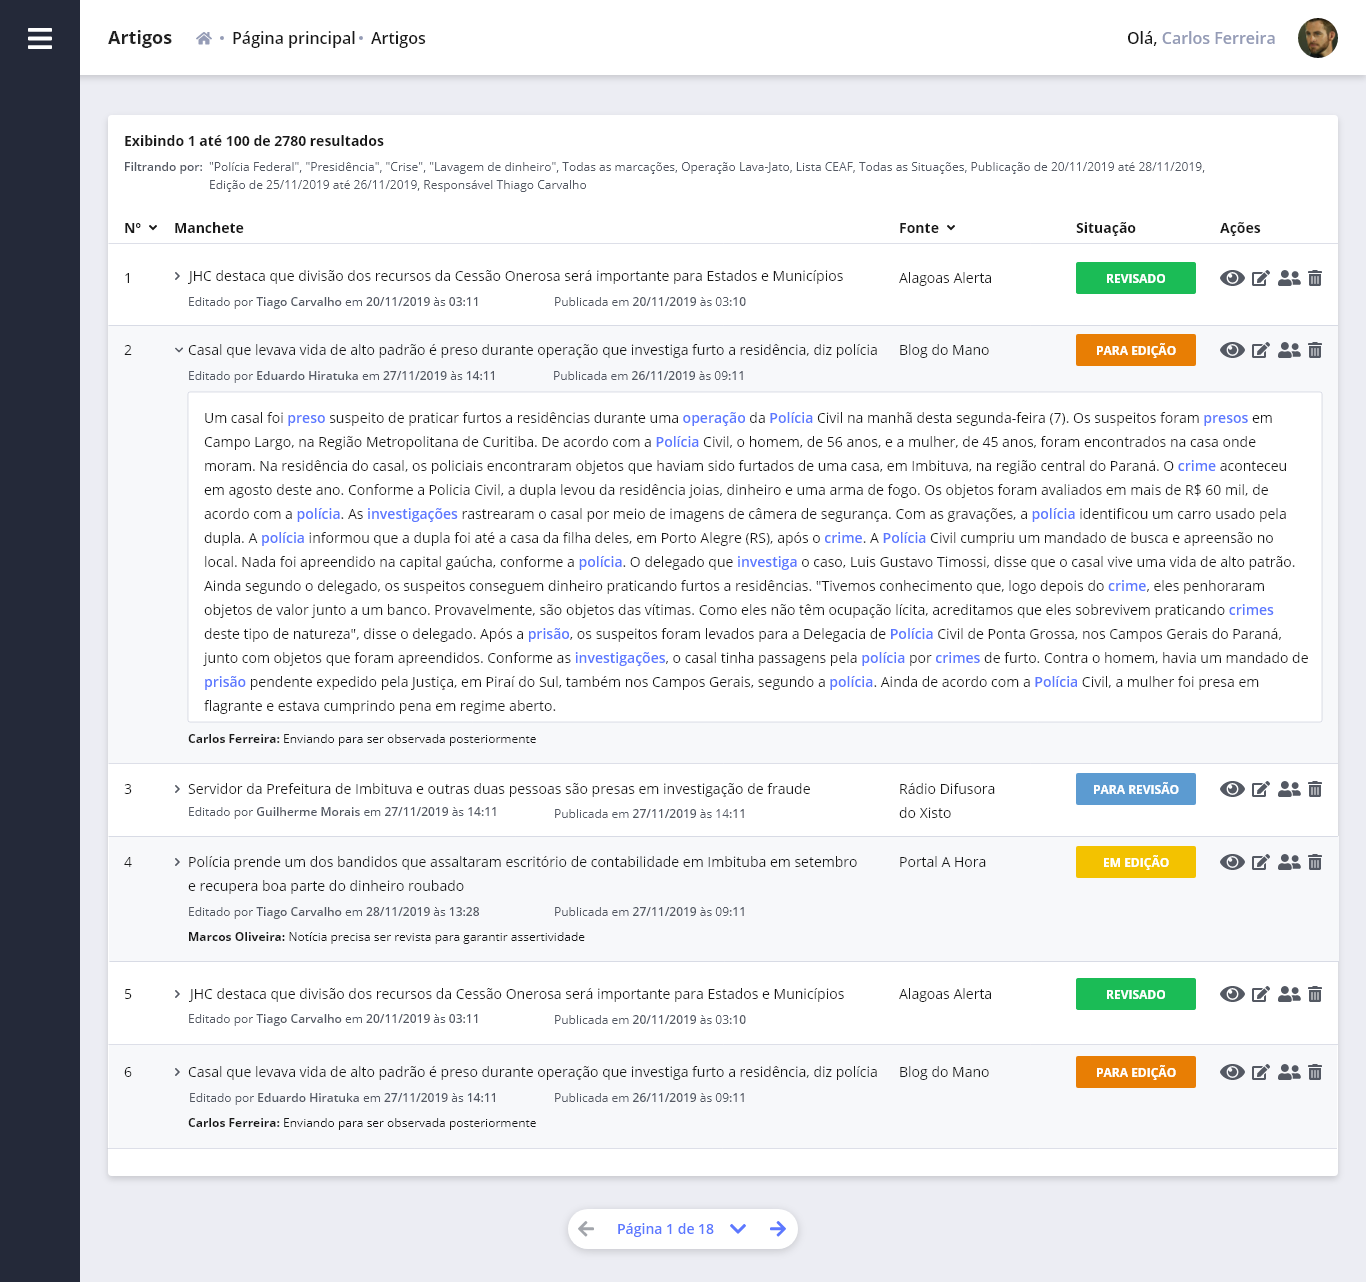 Artigos • Página principal • Artigos
Olá, Carlos Ferreira
Exibindo 1 até 100 de 2780 resultados
Filtrando por: "Polícia Federal", "Presidência", "Crise", "Lavagem de dinheiro", Todas as marcações, Operação Lava-Jato, Lista CEAF, Todas as Situações, Publicação de 20/11/2019 até 28/11/2019,
Edição de 25/11/2019 até 26/11/2019, Responsável Thiago Carvalho
Nº Manchete Fonte Situação Ações
1 JHC destaca que divisão dos recursos da Cessão Onerosa será importante para Estados e Municípios Alagoas Alerta REVISADO
Editado por Tiago Carvalho em 20/11/2019 às 03:11 Publicada em 20/11/2019 às 03:10
2 Casal que levava vida de alto padrão é preso durante operação que investiga furto a residência, diz polícia Blog do Mano PARA EDIÇÃO
Editado por Eduardo Hiratuka em 27/11/2019 às 14:11 Publicada em 26/11/2019 às 09:11
Um casal foi preso suspeito de praticar furtos a residências durante uma operação da Polícia Civil na manhã desta segunda-feira (7). Os suspeitos foram presos em
Campo Largo, na Região Metropolitana de Curitiba. De acordo com a Polícia Civil, o homem, de 56 anos, e a mulher, de 45 anos, foram encontrados na casa onde
moram. Na residência do casal, os policiais encontraram objetos que haviam sido furtados de uma casa, em Imbituva, na região central do Paraná. O crime aconteceu
em agosto deste ano. Conforme a Policia Civil, a dupla levou da residência joias, dinheiro e uma arma de fogo. Os objetos foram avaliados em mais de R$ 60 mil, de
acordo com a polícia. As investigações rastrearam o casal por meio de imagens de câmera de segurança. Com as gravações, a polícia identificou um carro usado pela
dupla. A polícia informou que a dupla foi até a casa da filha deles, em Porto Alegre (RS), após o crime. A Polícia Civil cumpriu um mandado de busca e apreensão no
local. Nada foi apreendido na capital gaúcha, conforme a polícia. O delegado que investiga o caso, Luis Gustavo Timossi, disse que o casal vive uma vida de alto patrão.
Ainda segundo o delegado, os suspeitos conseguem dinheiro praticando furtos a residências. "Tivemos conhecimento que, logo depois do crime, eles penhoraram
objetos de valor junto a um banco. Provavelmente, são objetos das vítimas. Como eles não têm ocupação lícita, acreditamos que eles sobrevivem praticando crimes
deste tipo de natureza", disse o delegado. Após a prisão, os suspeitos foram levados para a Delegacia de Polícia Civil de Ponta Grossa, nos Campos Gerais do Paraná,
junto com objetos que foram apreendidos. Conforme as investigações, o casal tinha passagens pela polícia por crimes de furto. Contra o homem, havia um mandado de
prisão pendente expedido pela Justiça, em Piraí do Sul, também nos Campos Gerais, segundo a polícia. Ainda de acordo com a Polícia Civil, a mulher foi presa em
flagrante e estava cumprindo pena em regime aberto.
Carlos Ferreira: Enviando para ser observada posteriormente
3 Servidor da Prefeitura de Imbituva e outras duas pessoas são presas em investigação de fraude Rádio Difusora PARA REVISÃO
do Xisto
Editado por Guilherme Morais em 27/11/2019 às 14:11 Publicada em 27/11/2019 às 14:11
4 Polícia prende um dos bandidos que assaltaram escritório de contabilidade em Imbituba em setembro Portal A Hora EM EDIÇÃO
e recupera boa parte do dinheiro roubado
Editado por Tiago Carvalho em 28/11/2019 às 13:28 Publicada em 27/11/2019 às 09:11
Marcos Oliveira: Notícia precisa ser revista para garantir assertividade
5 JHC destaca que divisão dos recursos da Cessão Onerosa será importante para Estados e Municípios Alagoas Alerta REVISADO
Editado por Tiago Carvalho em 20/11/2019 às 03:11 Publicada em 20/11/2019 às 03:10
6 Casal que levava vida de alto padrão é preso durante operação que investiga furto a residência, diz polícia Blog do Mano PARA EDIÇÃO
Editado por Eduardo Hiratuka em 27/11/2019 às 14:11 Publicada em 26/11/2019 às 09:11
Carlos Ferreira: Enviando para ser observada posteriormente
Página 1 de 18